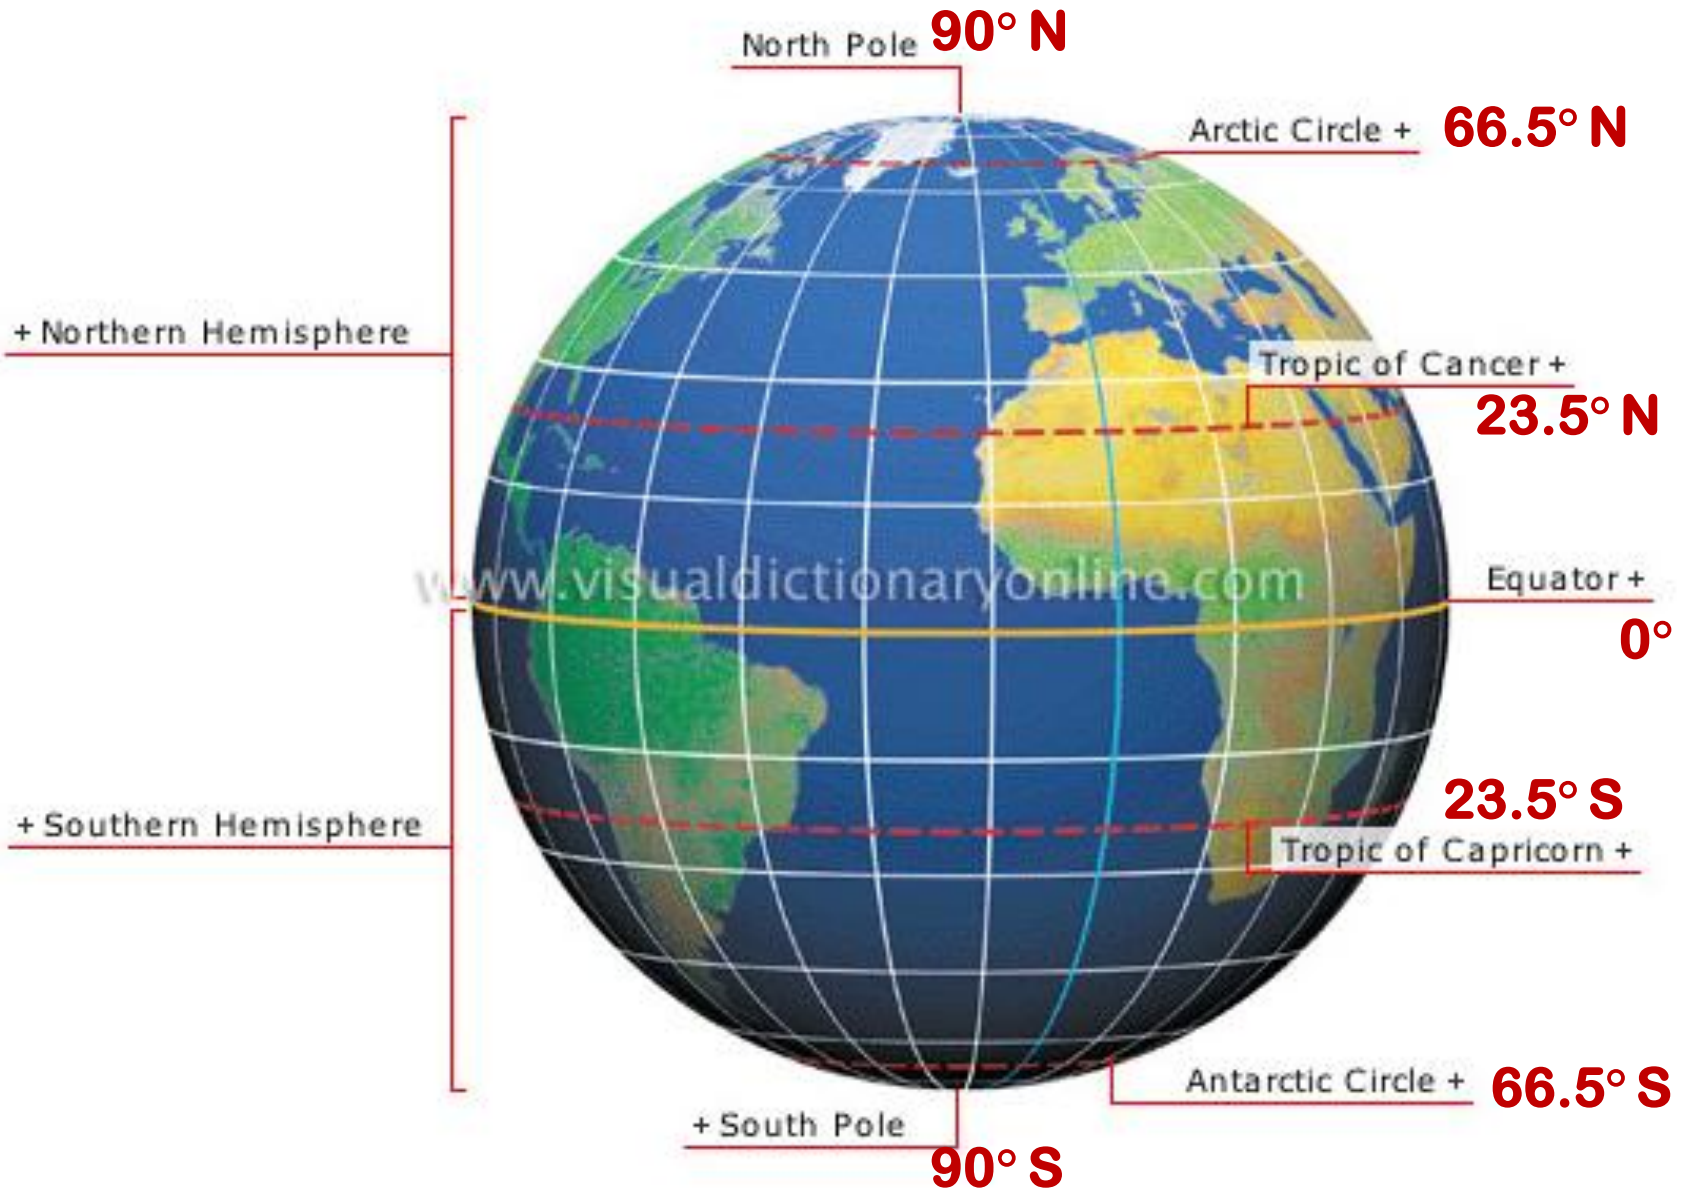 North Pole 90° N
Arctic Circle + 66.5° N
+ Northern Hemisphere
Tropic of Cancer +
23.5° N
www.visualdictionaryonline.com
Equator +
0°
23.5° S
+ Southern Hemisphere
Tropic of Capricorn +
Antarctic Circle + 66.5° S
+ South Pole
90° S